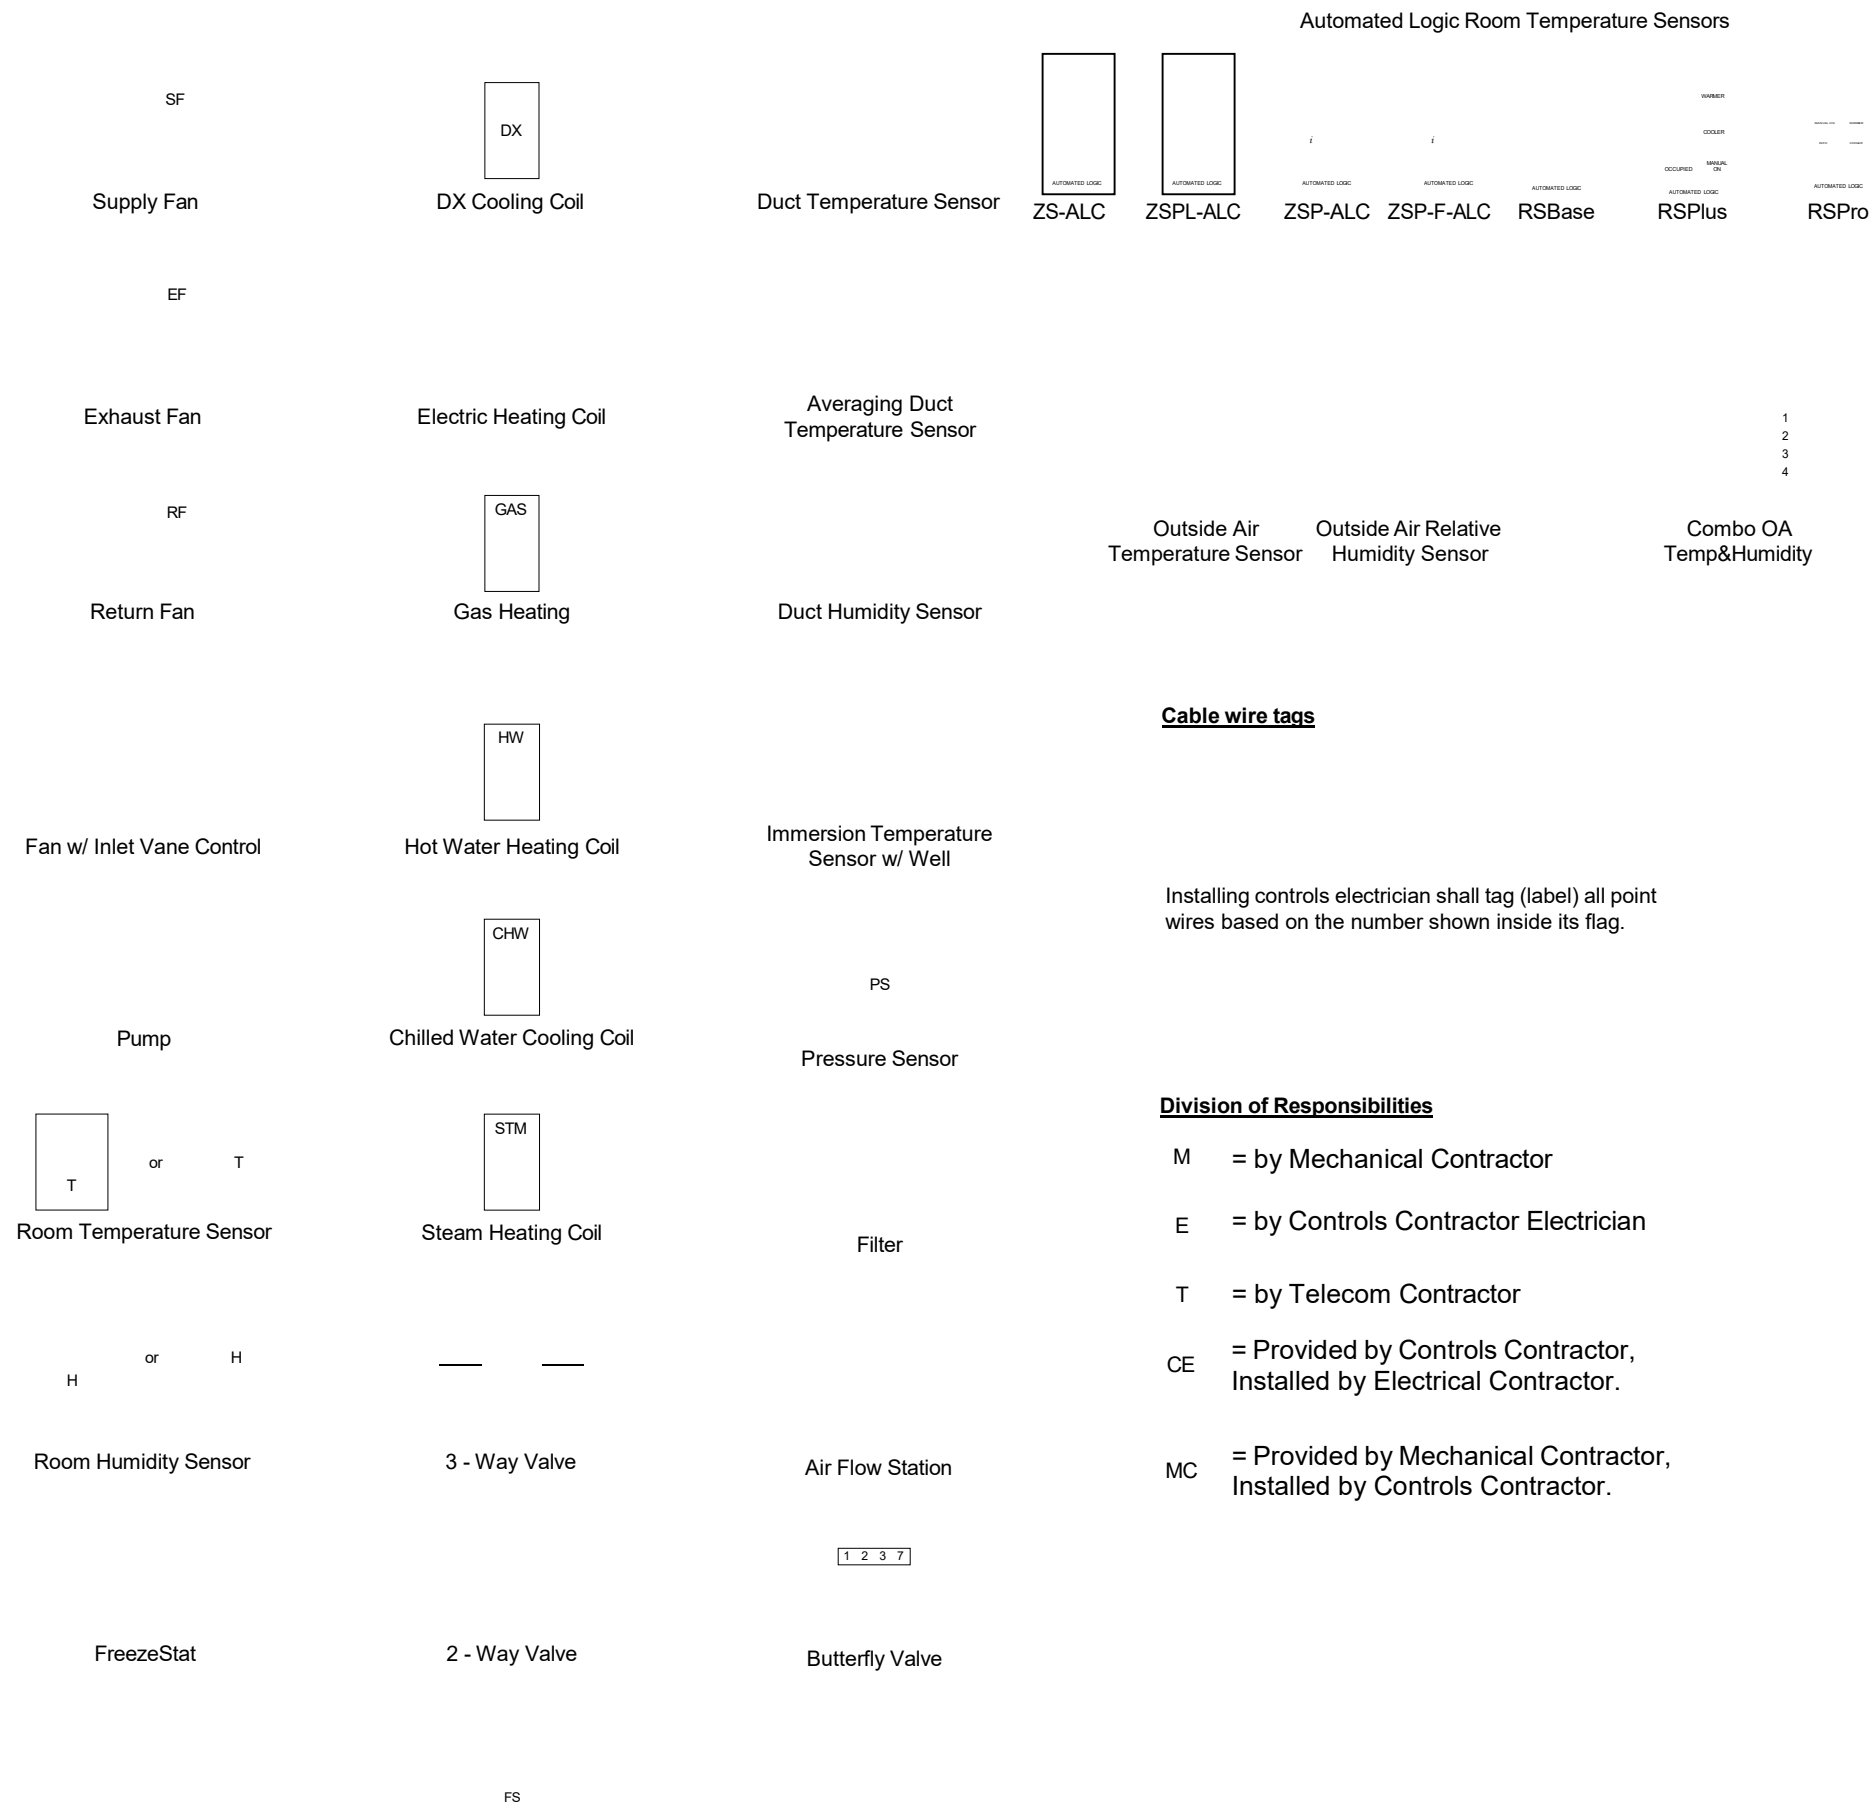 Automated Logic Room Temperature Sensors
SF
Supply Fan
DX
DX Cooling Coil
Duct Temperature Sensor
AUTOMATED LOGIC
ZS-ALC
AUTOMATED LOGIC
ZSPL-ALC
i
AUTOMATED LOGIC
ZSP-ALC
i
AUTOMATED LOGIC
ZSP-F-ALC
AUTOMATED LOGIC
RSBase
WARMER
COOLER
OCCUPIED
MANUAL
ON
AUTOMATED LOGIC
RSPlus
AUTOMATED LOGIC
RSPro
EF
Exhaust Fan
Electric Heating Coil
Averaging Duct
Temperature Sensor
1
2
3
4
RF
Return Fan
GAS
Gas Heating
Duct Humidity Sensor
Outside Air
Temperature Sensor
Outside Air Relative
Humidity Sensor
Combo OA
Temp&Humidity
Cable wire tags
Fan w/ Inlet Vane Control
HW
Hot Water Heating Coil
Immersion Temperature
Sensor w/ Well
Installing controls electrician shall tag (label) all point
wires based on the number shown inside its flag.
Pump
CHW
Chilled Water Cooling Coil
PS
Pressure Sensor
Division of Responsibilities
M = by Mechanical Contractor
E = by Controls Contractor Electrician
T = by Telecom Contractor
CE = Provided by Controls Contractor,
Installed by Electrical Contractor.
MC = Provided by Mechanical Contractor,
Installed by Controls Contractor.
T or T
Room Temperature Sensor
STM
Steam Heating Coil
Filter
H or H
Room Humidity Sensor
3 - Way Valve
Air Flow Station
1 2 3 7
FreezeStat
2 - Way Valve
Butterfly Valve
FS